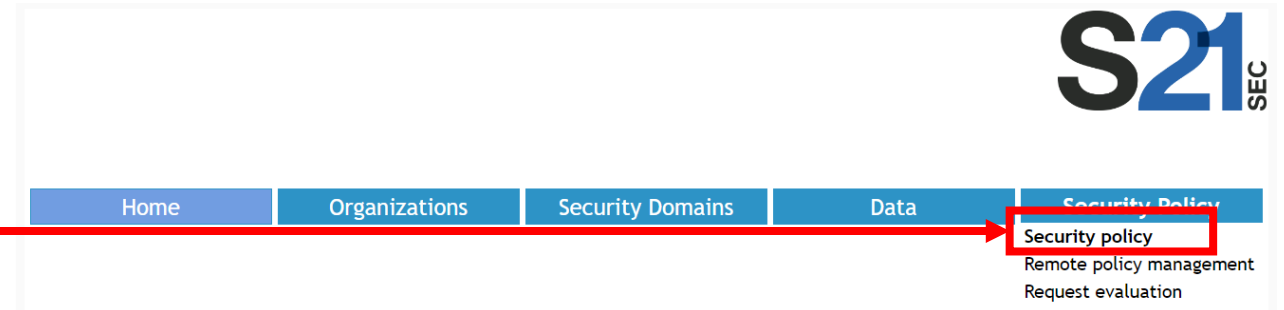 S21
SEC
Home Organizations Security Domains Data Security Policy
Security policy
Remote policy management
Request evaluation